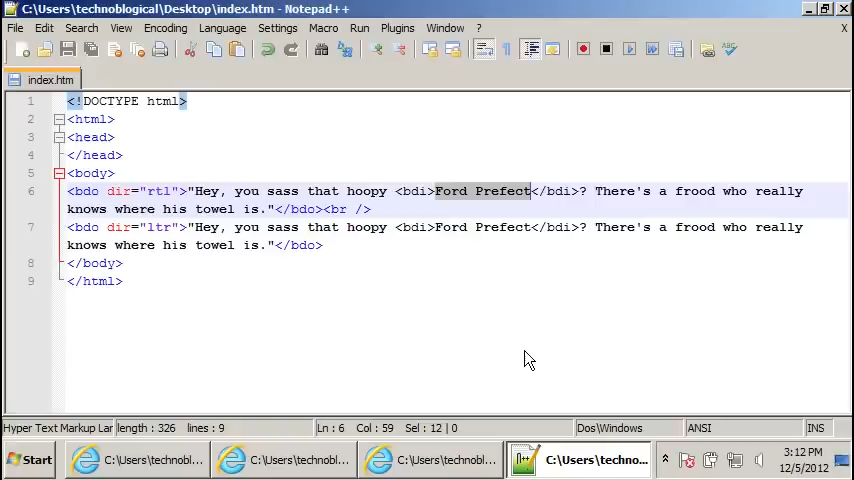 C:\Users\technoblogical\Desktop\index.htm - Notepad++
File Edit Search View Encoding Language Settings Macro Run Plugins Window ? X
index.htm
1 <!DOCTYPE html>
2 <html>
3 <head>
4 </head>
5 <body>
6 <bdo dir="rtl">"Hey, you sass that hoopy <bdi>Ford Prefect</bdi>? There's a frood who really
knows where his towel is."</bdo><br />
7 <bdo dir="ltr">"Hey, you sass that hoopy <bdi>Ford Prefect</bdi>? There's a frood who really
knows where his towel is."</bdo>
8 </body>
9 </html>
Hyper Text Markup Lan length : 326 lines : 9 Ln : 6 Col : 59 Sel : 12 | 0 Dos\Windows ANSI INS
Start C:\Users\technobl... C:\Users\technobl... C:\Users\technobl... C:\Users\techno... 3:12 PM
12/5/2012